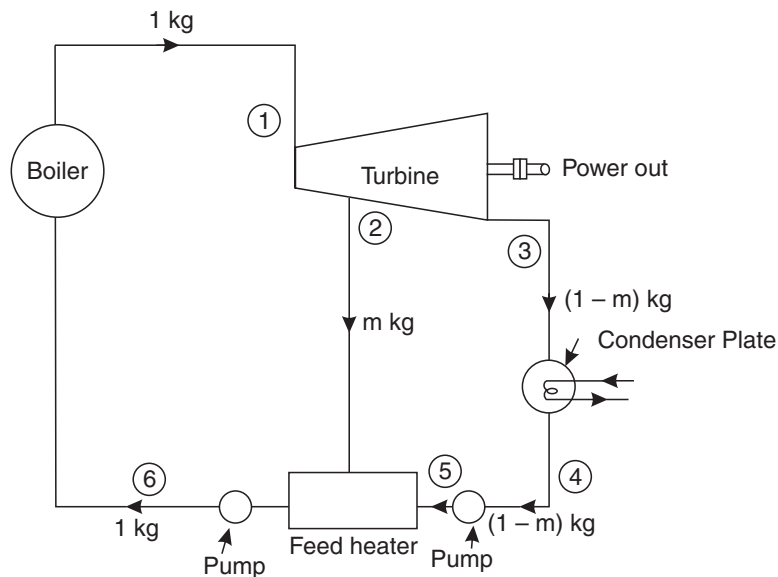 1 kg
1
Boiler
Turbine
Power out
2
3
(1 – m) kg
m kg
Condenser Plate
6
5
4
1 kg
(1 – m) kg
Feed heater
Pump
Pump